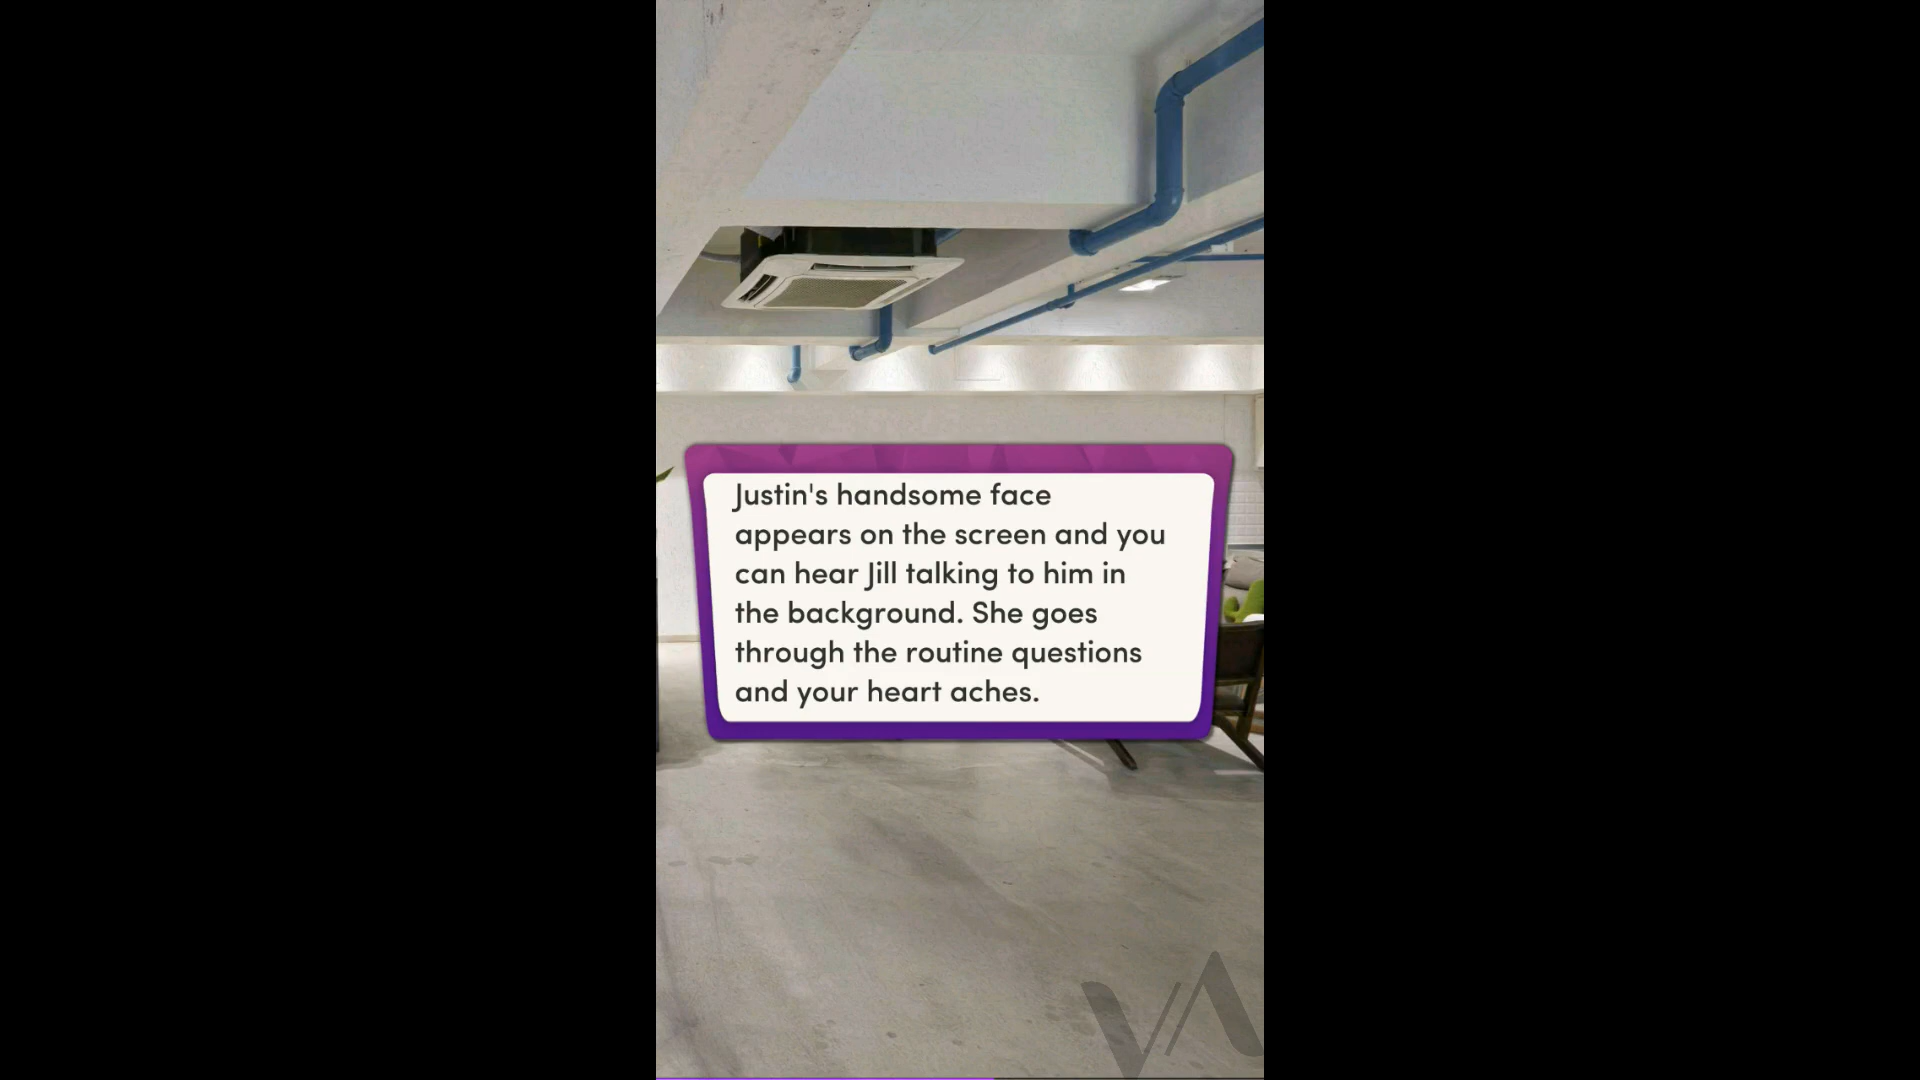 Justin's handsome face
appears on the screen and you
can hear Jill talking to him in
the background. She goes
through the routine questions
and your heart aches.
VA